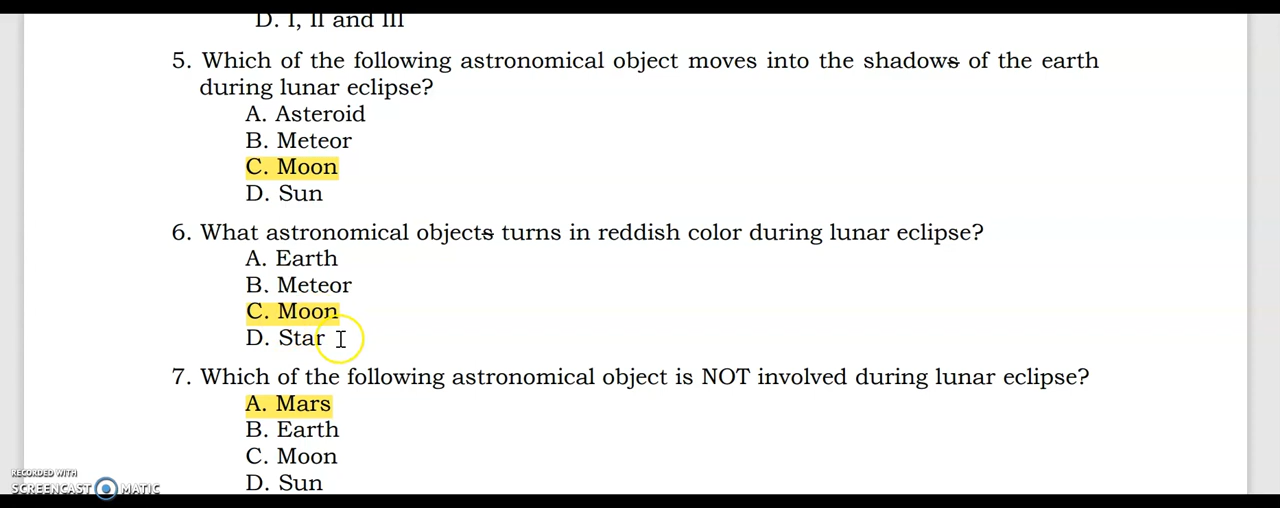 D. I, II and III
5. Which of the following astronomical object moves into the shadows of the earth
during lunar eclipse?
A. Asteroid
B. Meteor
C. Moon
D. Sun
6. What astronomical objects turns in reddish color during lunar eclipse?
A. Earth
B. Meteor
C. Moon
D. Star
7. Which of the following astronomical object is NOT involved during lunar eclipse?
A. Mars
B. Earth
C. Moon
D. Sun
RECORDED WITH
SCREENCAST MATIC